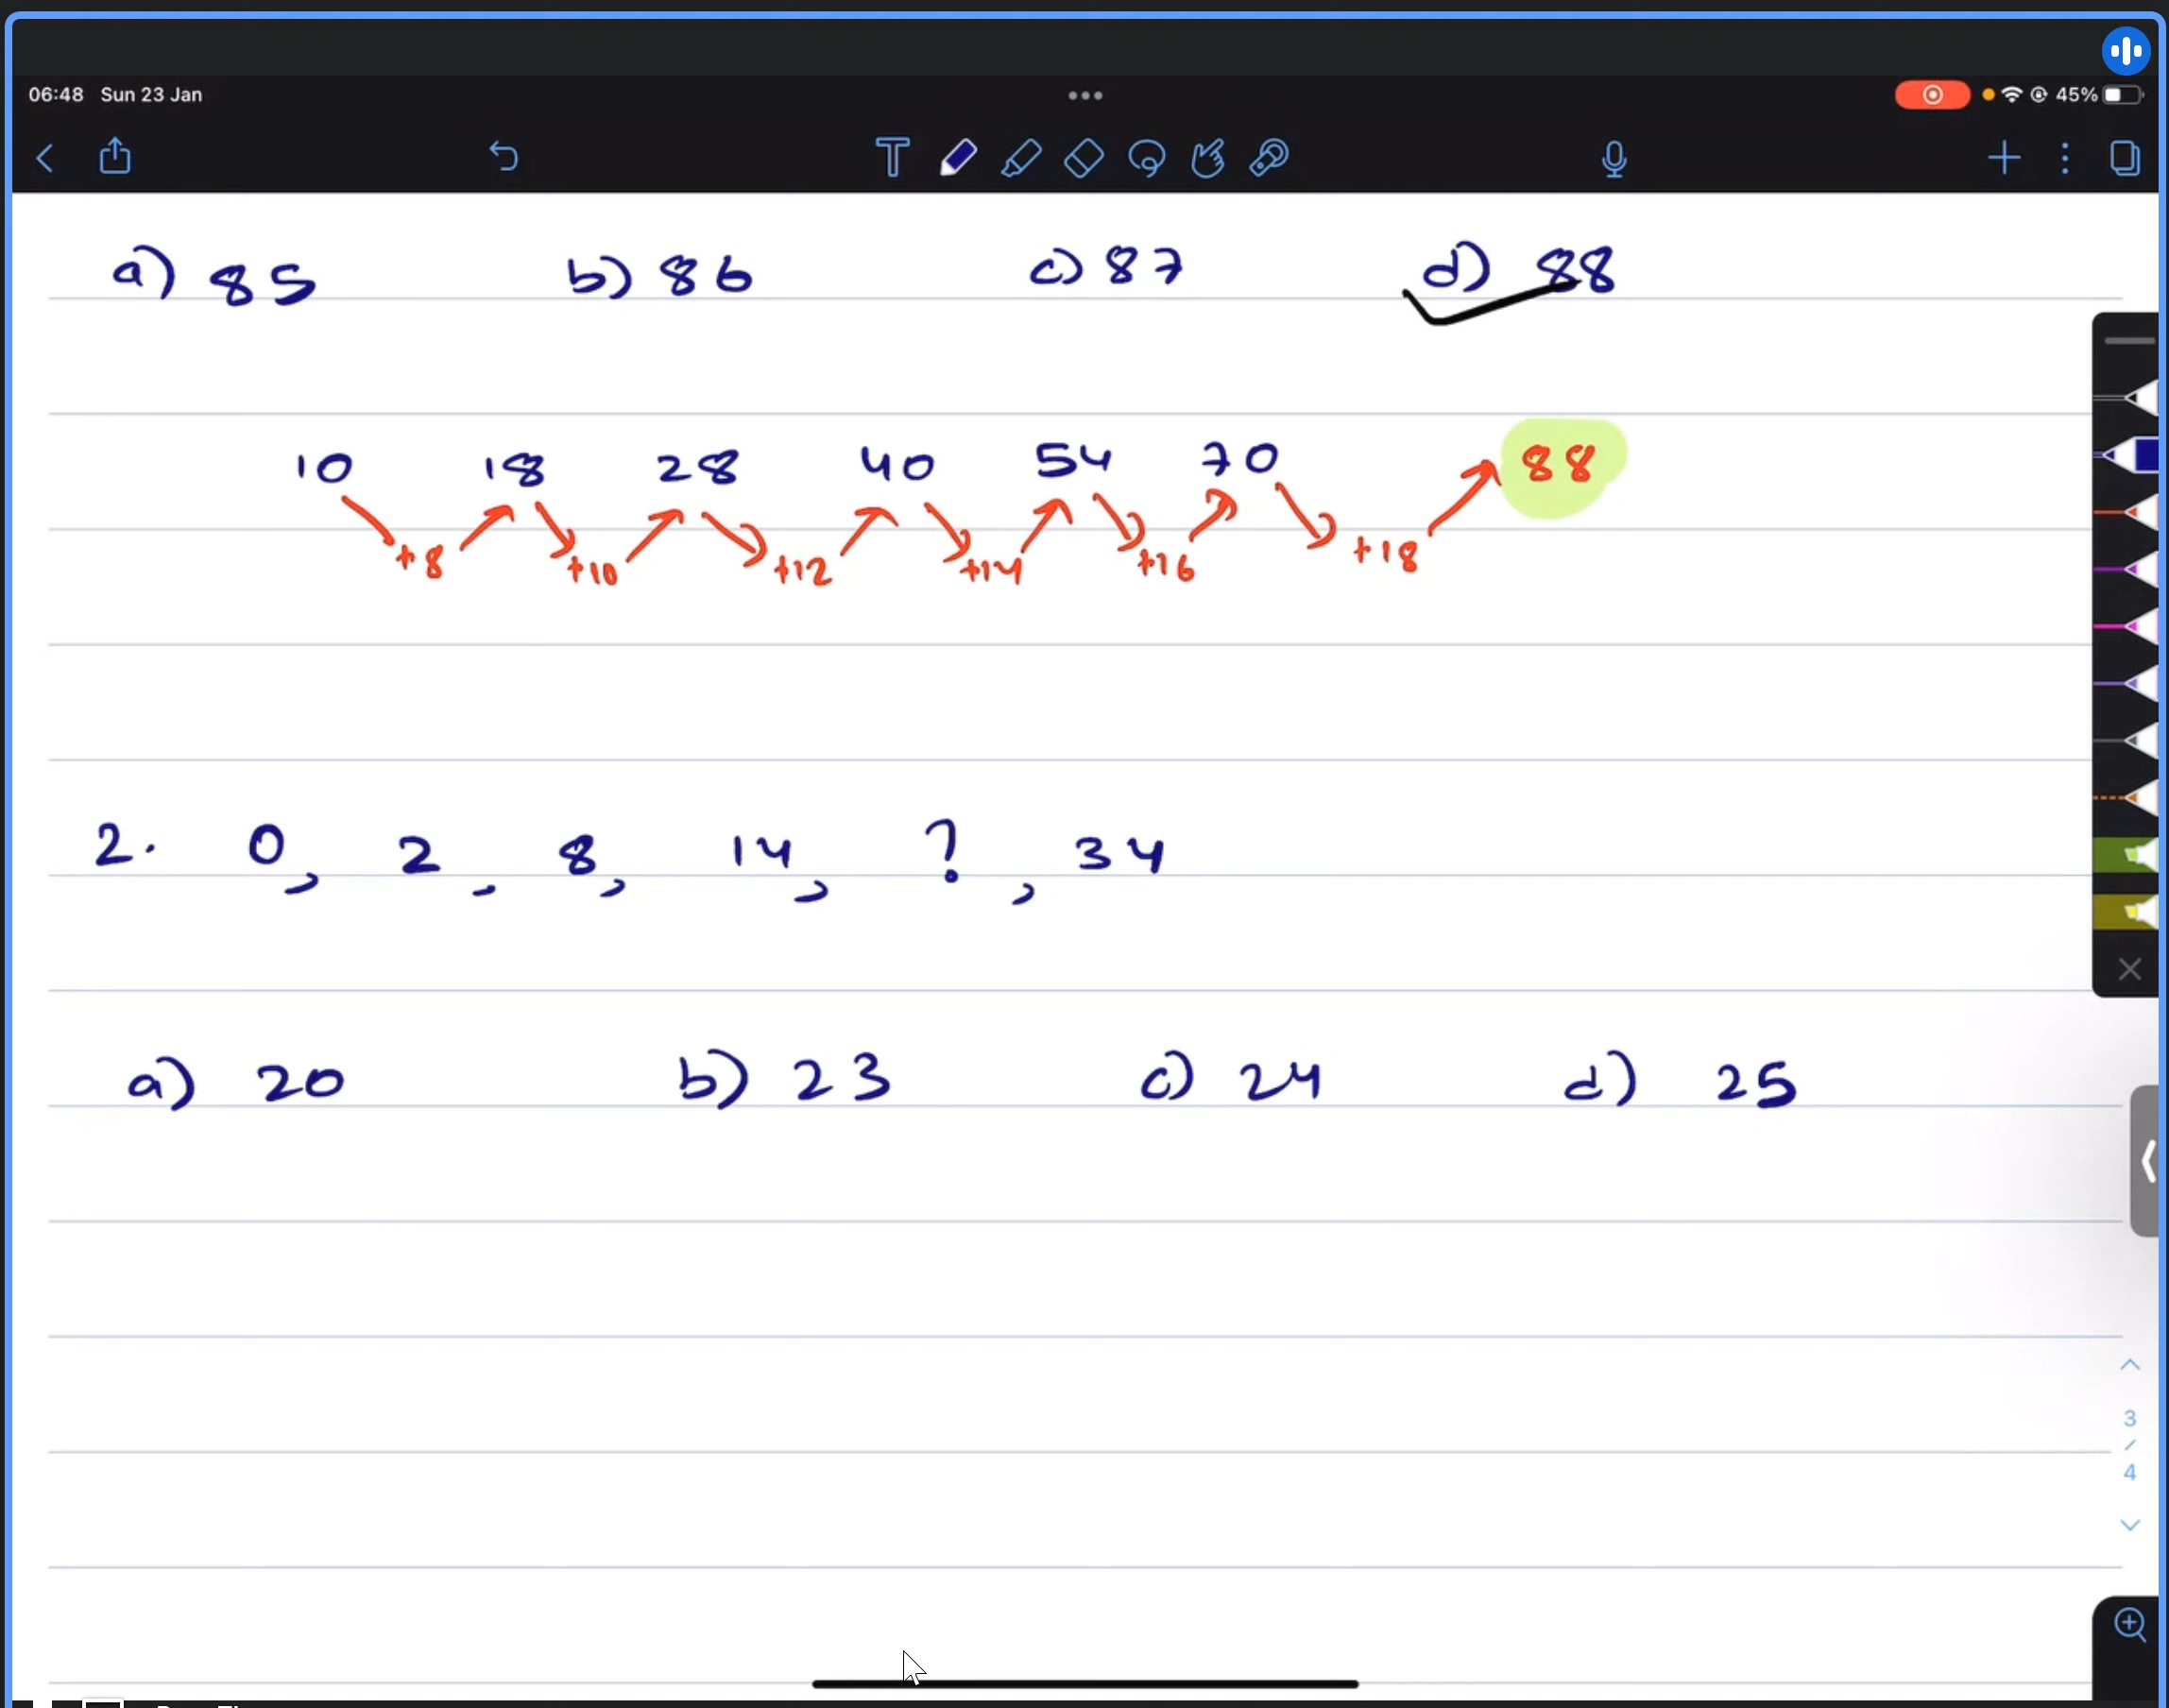 06:48 Sun 23 Jan
45%
a) 85 b) 86 c) 87 d) 88
10 18 28 40 54 70 88
+8 +10 +12 +14 +16 +18
2. 0, 2, 8, 14, ?, 34
a) 20 b) 23 c) 24 d) 25
3
/
4